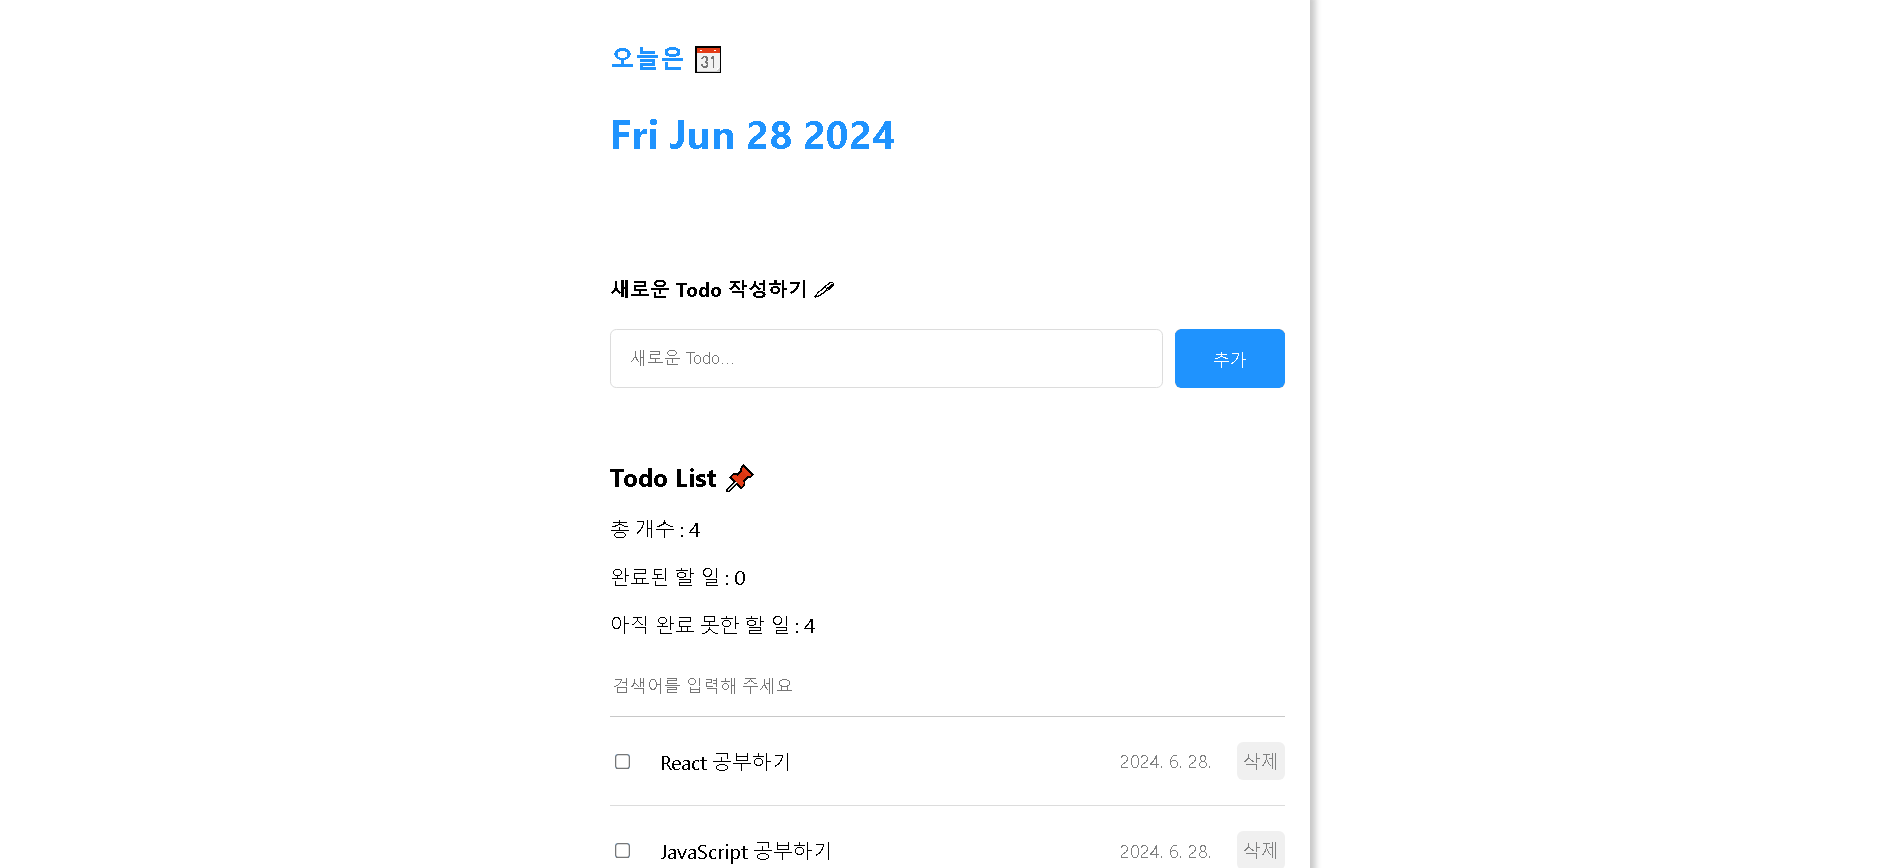 오늘은 📅
Fri Jun 28 2024
새로운 Todo 작성하기 🖊
새로운 Todo...
추가
Todo List 📌
총 개수 : 4
완료된 할 일 : 0
아직 완료 못한 할 일 : 4
검색어를 입력해 주세요
React 공부하기 2024. 6. 28. 삭제
JavaScript 공부하기 2024. 6. 28. 삭제